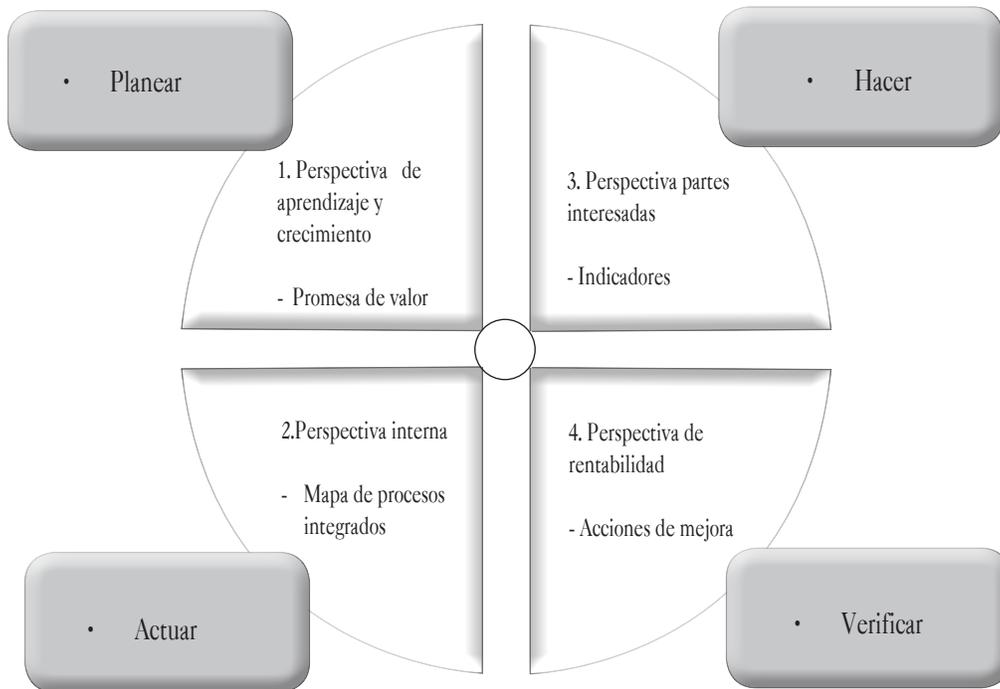 • Planear
• Hacer
1. Perspectiva de
aprendizaje y
crecimiento
- Promesa de valor
3. Perspectiva partes
interesadas
- Indicadores
2.Perspectiva interna
- Mapa de procesos
integrados
4. Perspectiva de
rentabilidad
- Acciones de mejora
• Actuar
• Verificar